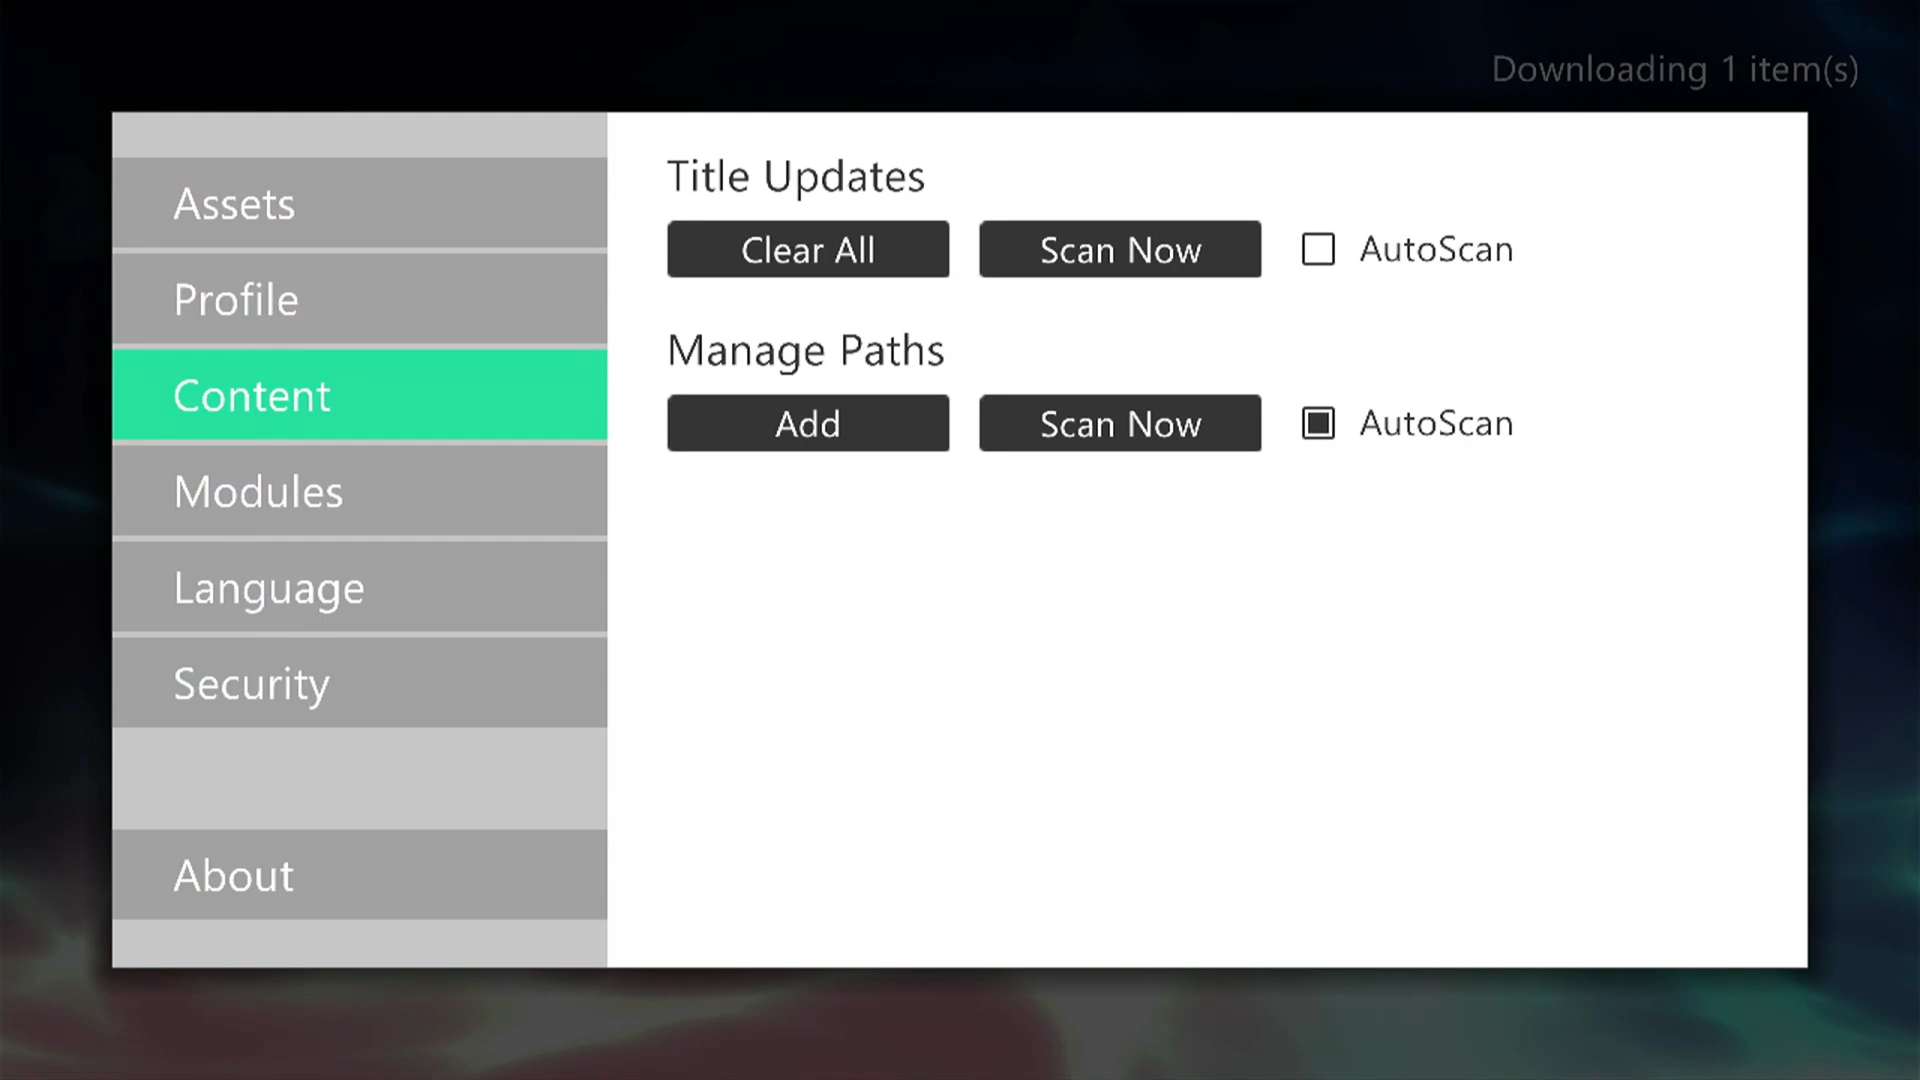 Downloading 1 item(s)
Assets
Profile
Content
Modules
Language
Security
About
Title Updates
Clear All
Scan Now
AutoScan
Manage Paths
Add
Scan Now
AutoScan